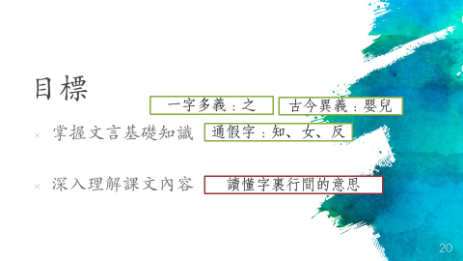 目標
一字多義：之
古今異義：嬰兒
掌握文言基礎知識
通假字：知、女、反
深入理解課文內容
讀懂字裏行間的意思
20